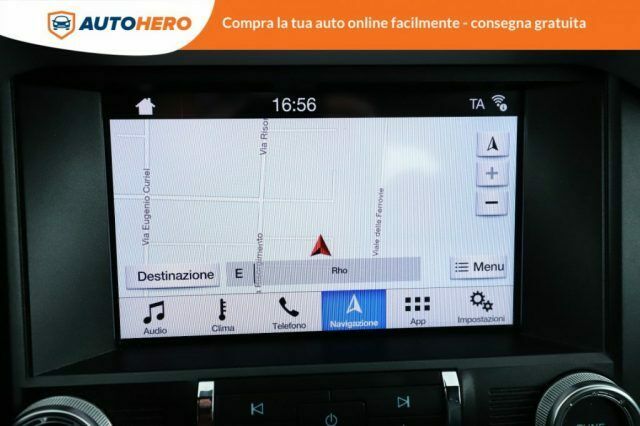 AUTOHERO
Compra la tua auto online facilmente - consegna gratuita
16:56
TA
Via Eugenio Curiel
Via Risor
Viale delle Ferrovie
Destinazione
E
Rho
Menu
Audio
Clima
Telefono
Navigazione
App
Impostazioni